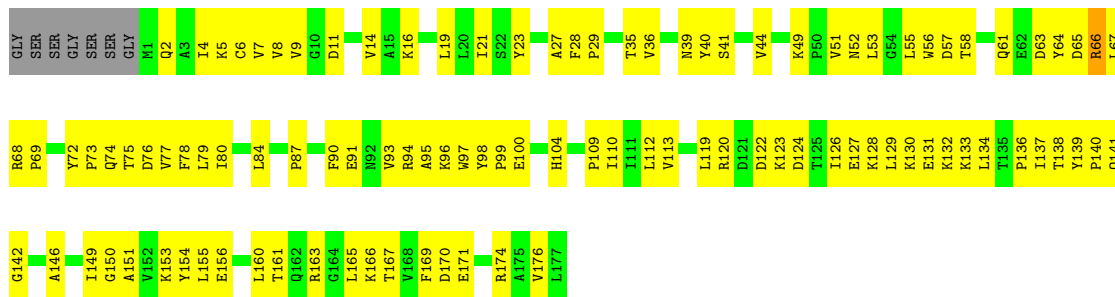 GLY SER SER GLY SER SER GLY M1 Q2 A3 I4 K5 C6 V7 V8 V9 G10 D11 V14 A15 K16 L19 L20 I21 S22 Y23 A27 F28 P29 T35 V36 N39 Y40 S41 V44 K49 P50 V51 N52 L53 G54 L55 W56 D57 T58 Q61 E62 D63 Y64 D65 R66 L67
R68 P69 Y72 P73 Q74 T75 D76 V77 F78 L79 I80 L84 P87 F90 E91 N92 V93 R94 A95 K96 W97 Y98 P99 E100 H104 P109 I110 I111 L112 V113 L119 R120 D121 D122 K123 D124 T125 I126 E127 K128 L129 K130 E131 K132 K133 L134 T135 P136 I137 T138 Y139 P140 Q141
G142 A146 I149 G150 A151 V152 K153 Y154 L155 E156 L160 T161 Q162 R163 G164 L165 K166 T167 V168 F169 D170 E171 R174 A175 V176 L177